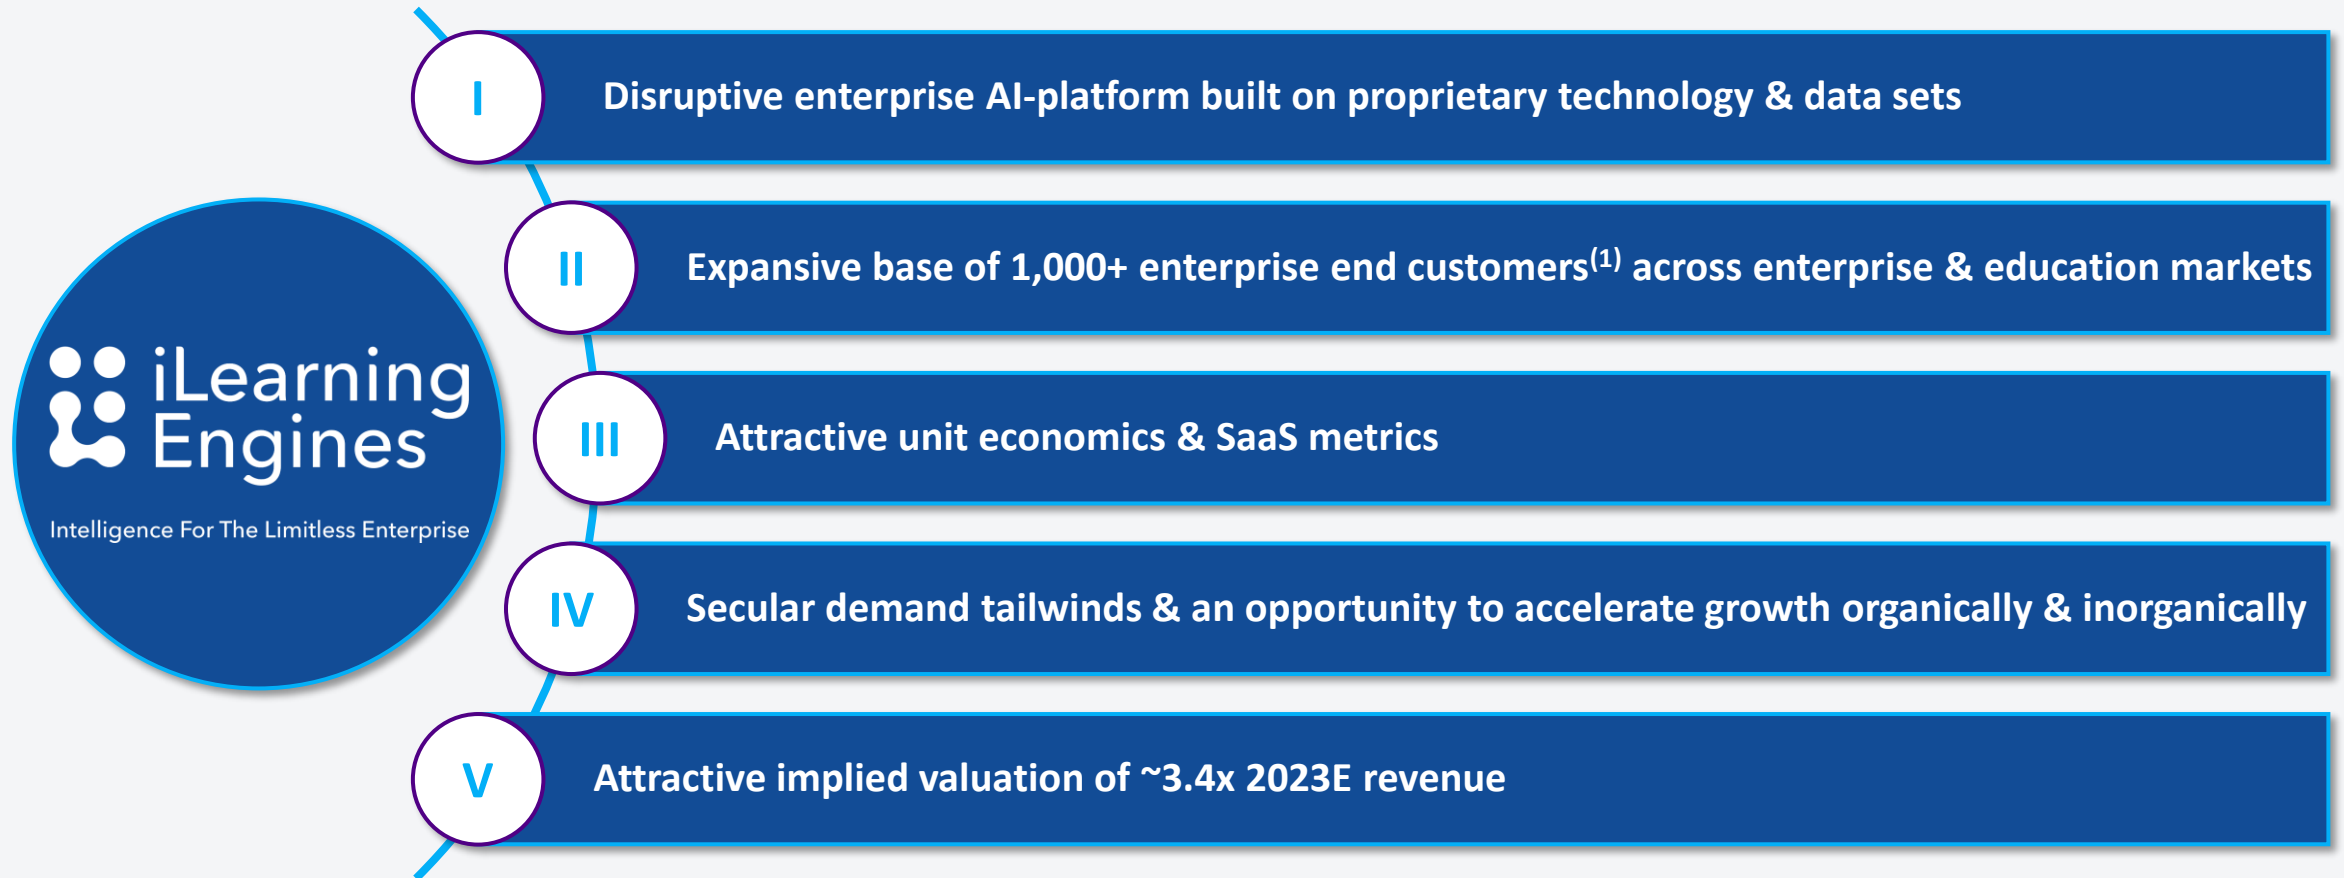 iLearning
Engines
Intelligence For The Limitless Enterprise
I
Disruptive enterprise AI-platform built on proprietary technology & data sets
II
Expansive base of 1,000+ enterprise end customers(1) across enterprise & education markets
III
Attractive unit economics & SaaS metrics
IV
Secular demand tailwinds & an opportunity to accelerate growth organically & inorganically
V
Attractive implied valuation of ~3.4x 2023E revenue